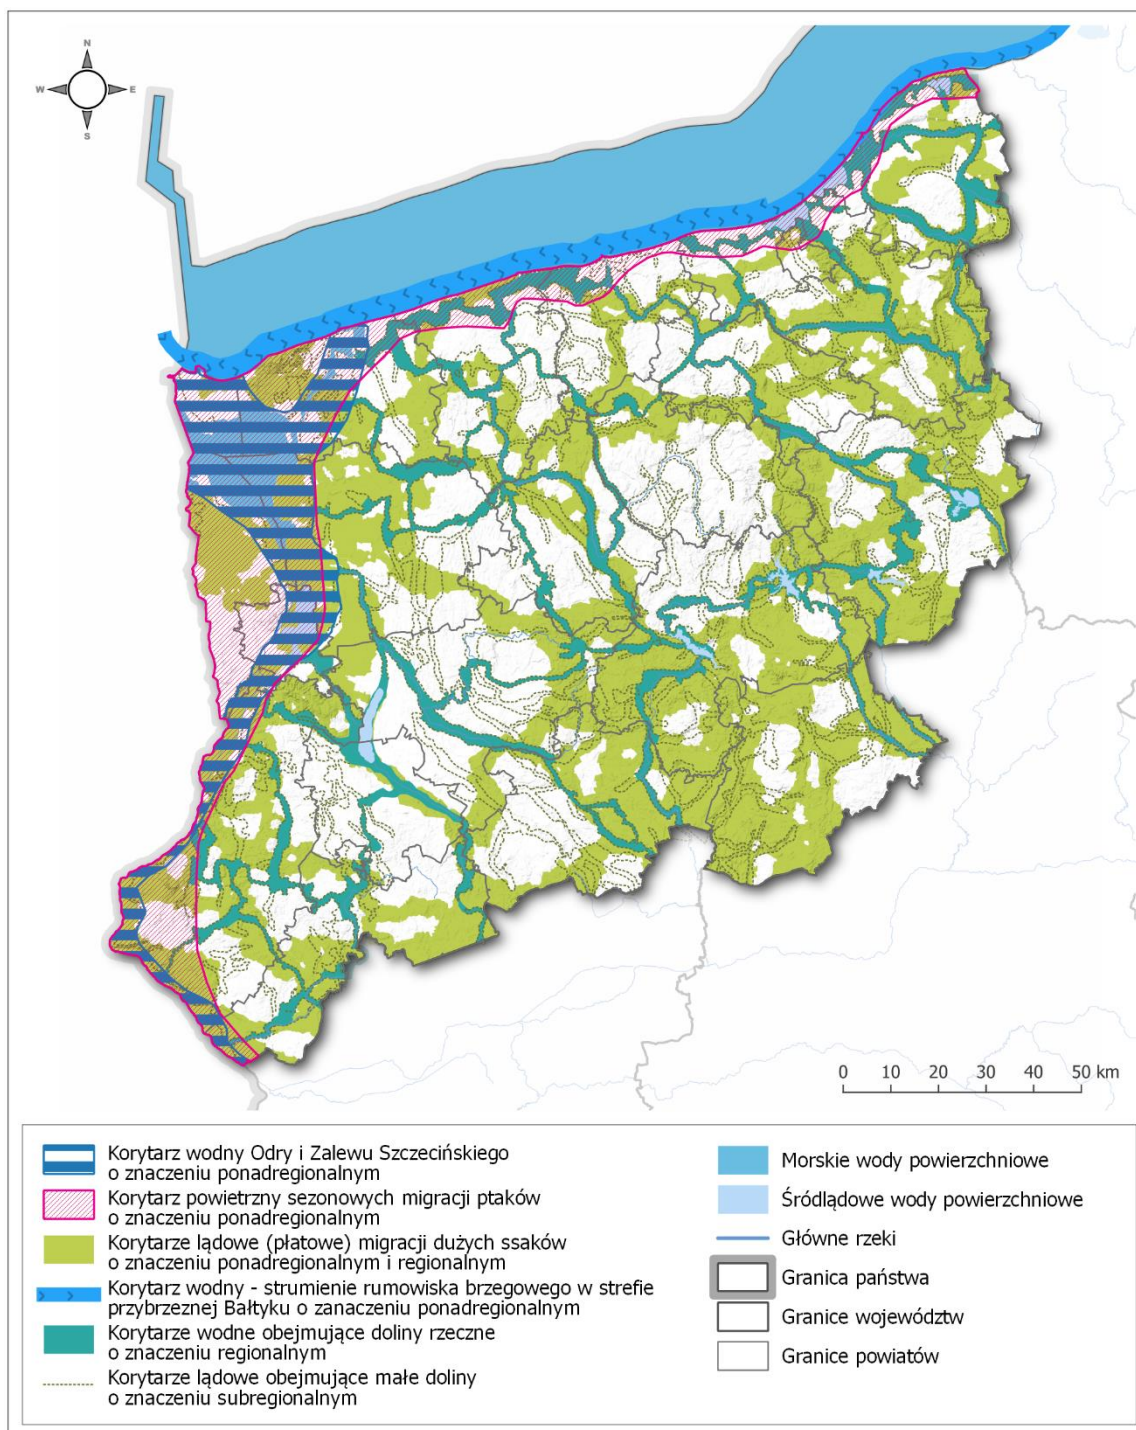 N
W
E
S
0 10 20 30 40 50 km
Korytarz wodny Odry i Zalewu Szczecińskiego
o znaczeniu ponadregionalnym
Korytarz powietrzny sezonowych migracji ptaków
o znaczeniu ponadregionalnym
Korytarze lądowe (płatowe) migracji dużych ssaków
o znaczeniu ponadregionalnym i regionalnym
Korytarz wodny - strumienie rumowiska brzegowego w strefie
przybrzeznej Bałtyku o zanaczeniu ponadregionalnym
Korytarze wodne obejmujące doliny rzeczne
o znaczeniu regionalnym
Korytarze lądowe obejmujące małe doliny
o znaczeniu subregionalnym
Morskie wody powierzchniowe
Śródlądowe wody powierzchniowe
Główne rzeki
Granica państwa
Granice województw
Granice powiatów